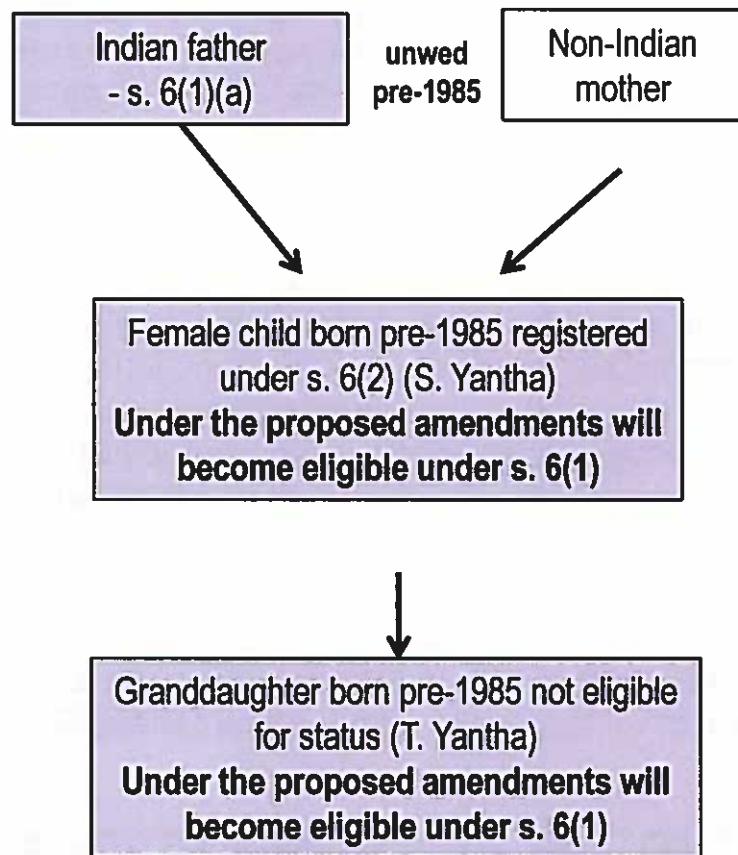 Indian father
- s. 6(1)(a)
unwed
pre-1985
Non-Indian
mother
Female child born pre-1985 registered
under s. 6(2) (S. Yantha)
Under the proposed amendments will
become eligible under s. 6(1)
Granddaughter born pre-1985 not eligible
for status (T. Yantha)
Under the proposed amendments will
become eligible under s. 6(1)